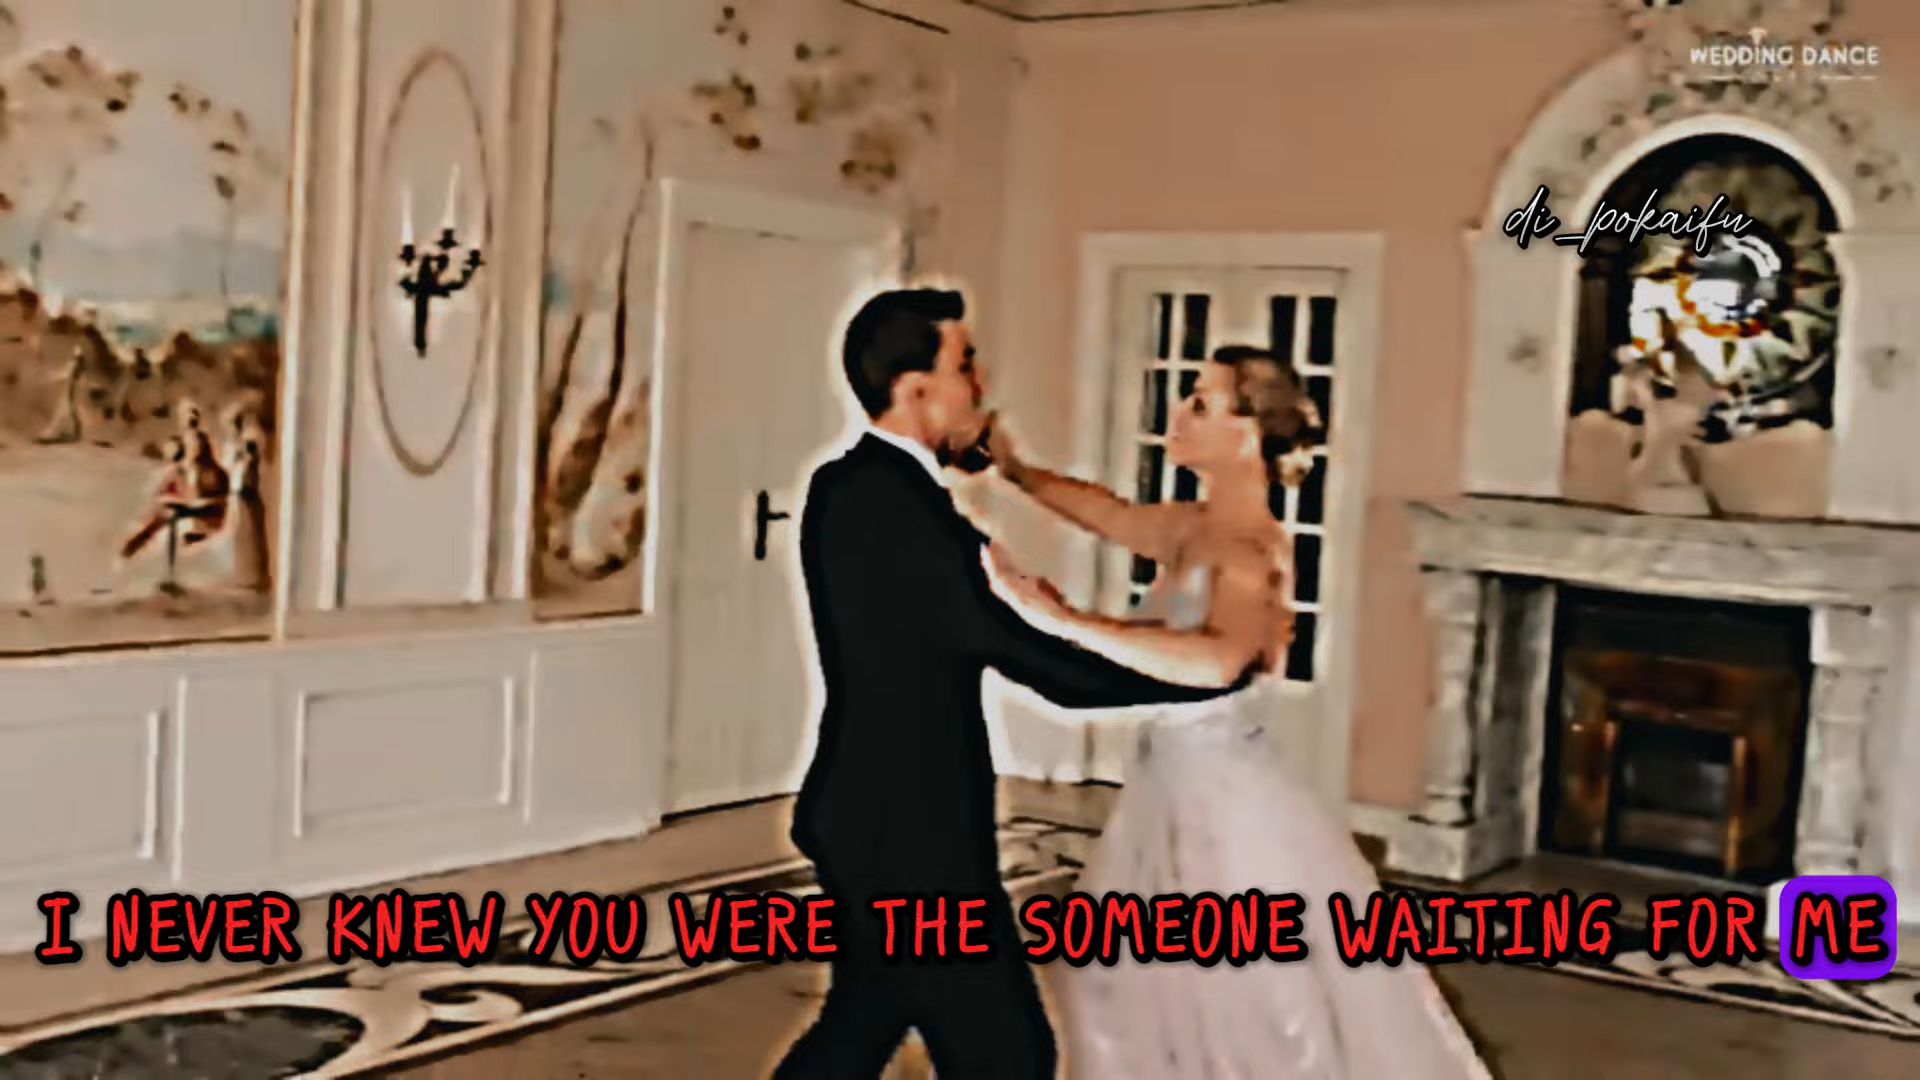 WEDDING DANCE
di_pokaifu
I NEVER KNEW YOU WERE THE SOMEONE WAITING FOR ME